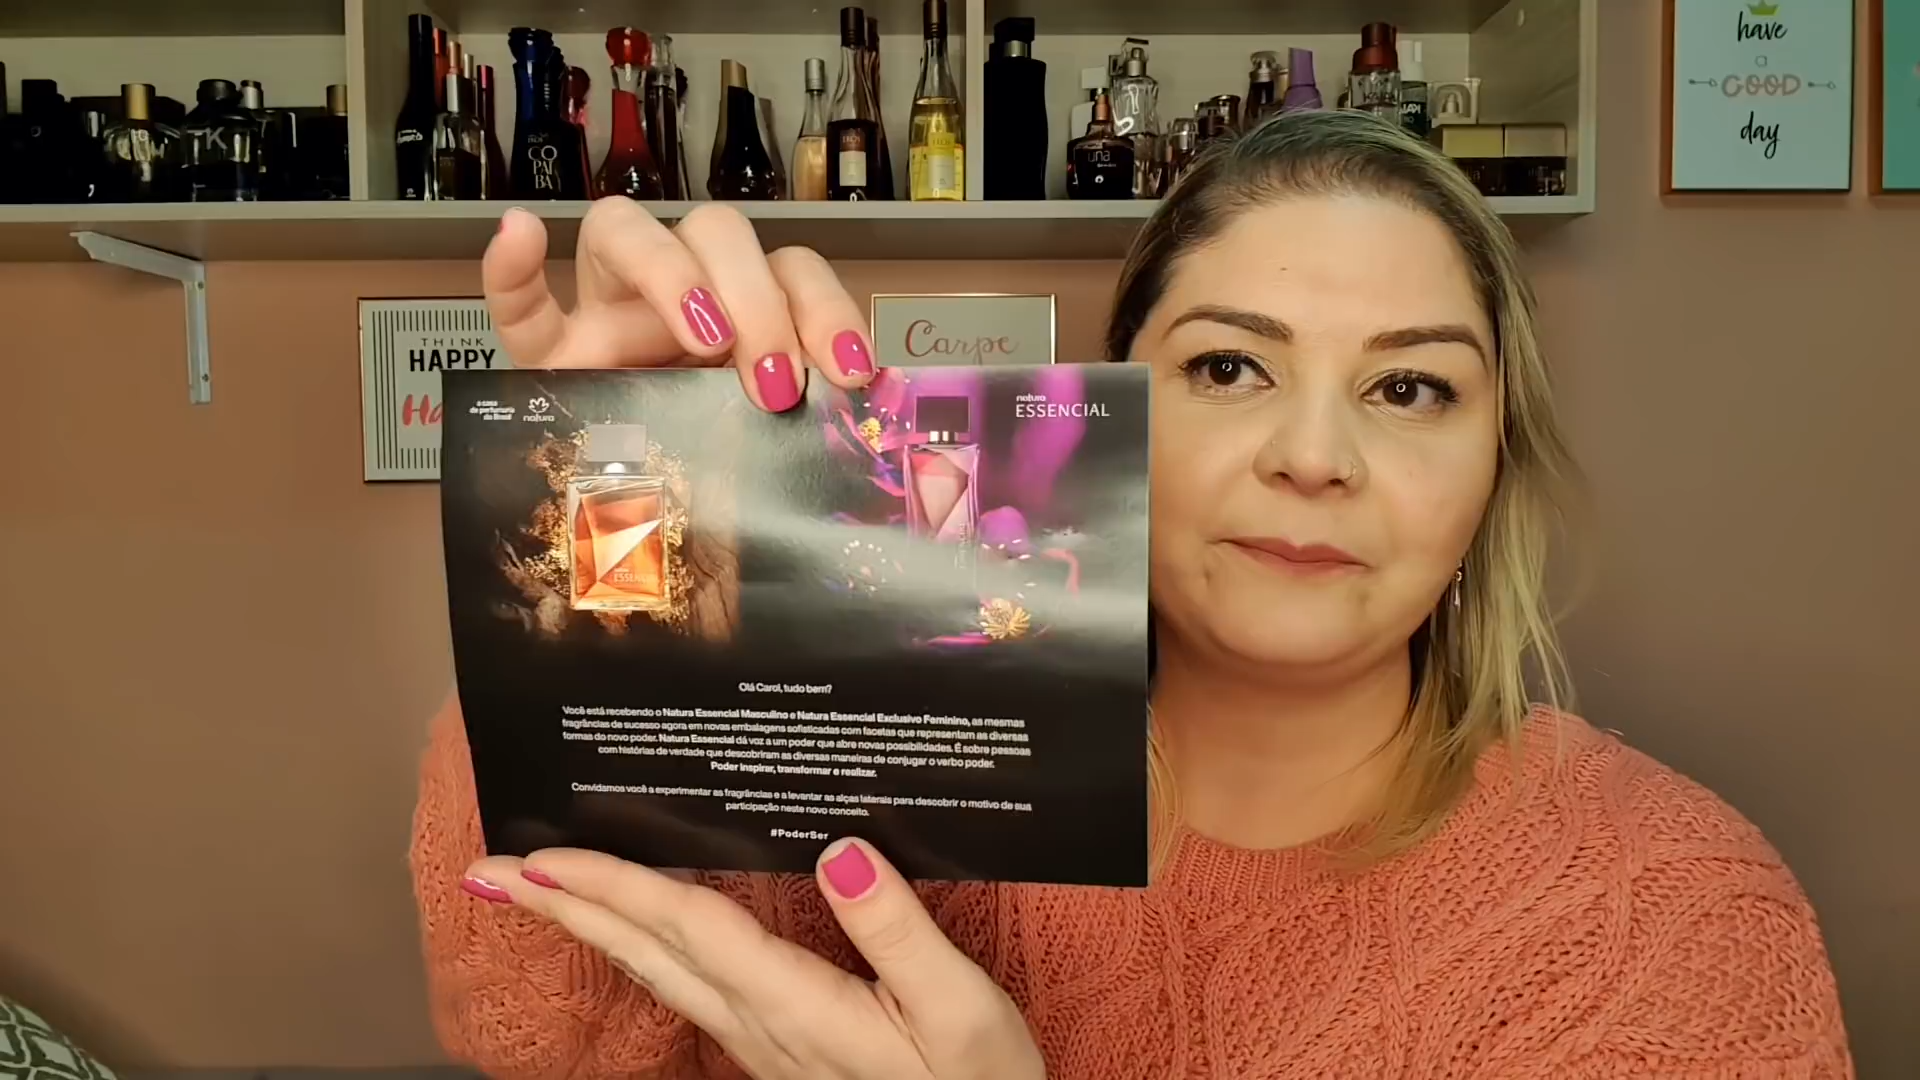 have
a
GOOD
day
K
COPAÍBA
una
THINK
HAPPY
Carpe
a casa
de perfumaria
do Brasil
natura
natura
ESSENCIAL
ESSENCIAL
Olá Carol, tudo bem?
Você está recebendo o Natura Essencial Masculino e Natura Essencial Exclusivo Feminino, as mesmas
fragrâncias de sucesso agora em novas embalagens sofisticadas com facetas que representam as diversas
formas do novo poder. Natura Essencial dá voz a um poder que abre novas possibilidades. É sobre pessoas
com histórias de verdade que descobriram as diversas maneiras de conjugar o verbo poder.
Poder inspirar, transformar e realizar.
Convidamos você a experimentar as fragrâncias e a levantar as alças laterais para descobrir o motivo de sua
participação neste novo conceito.
#PoderSer